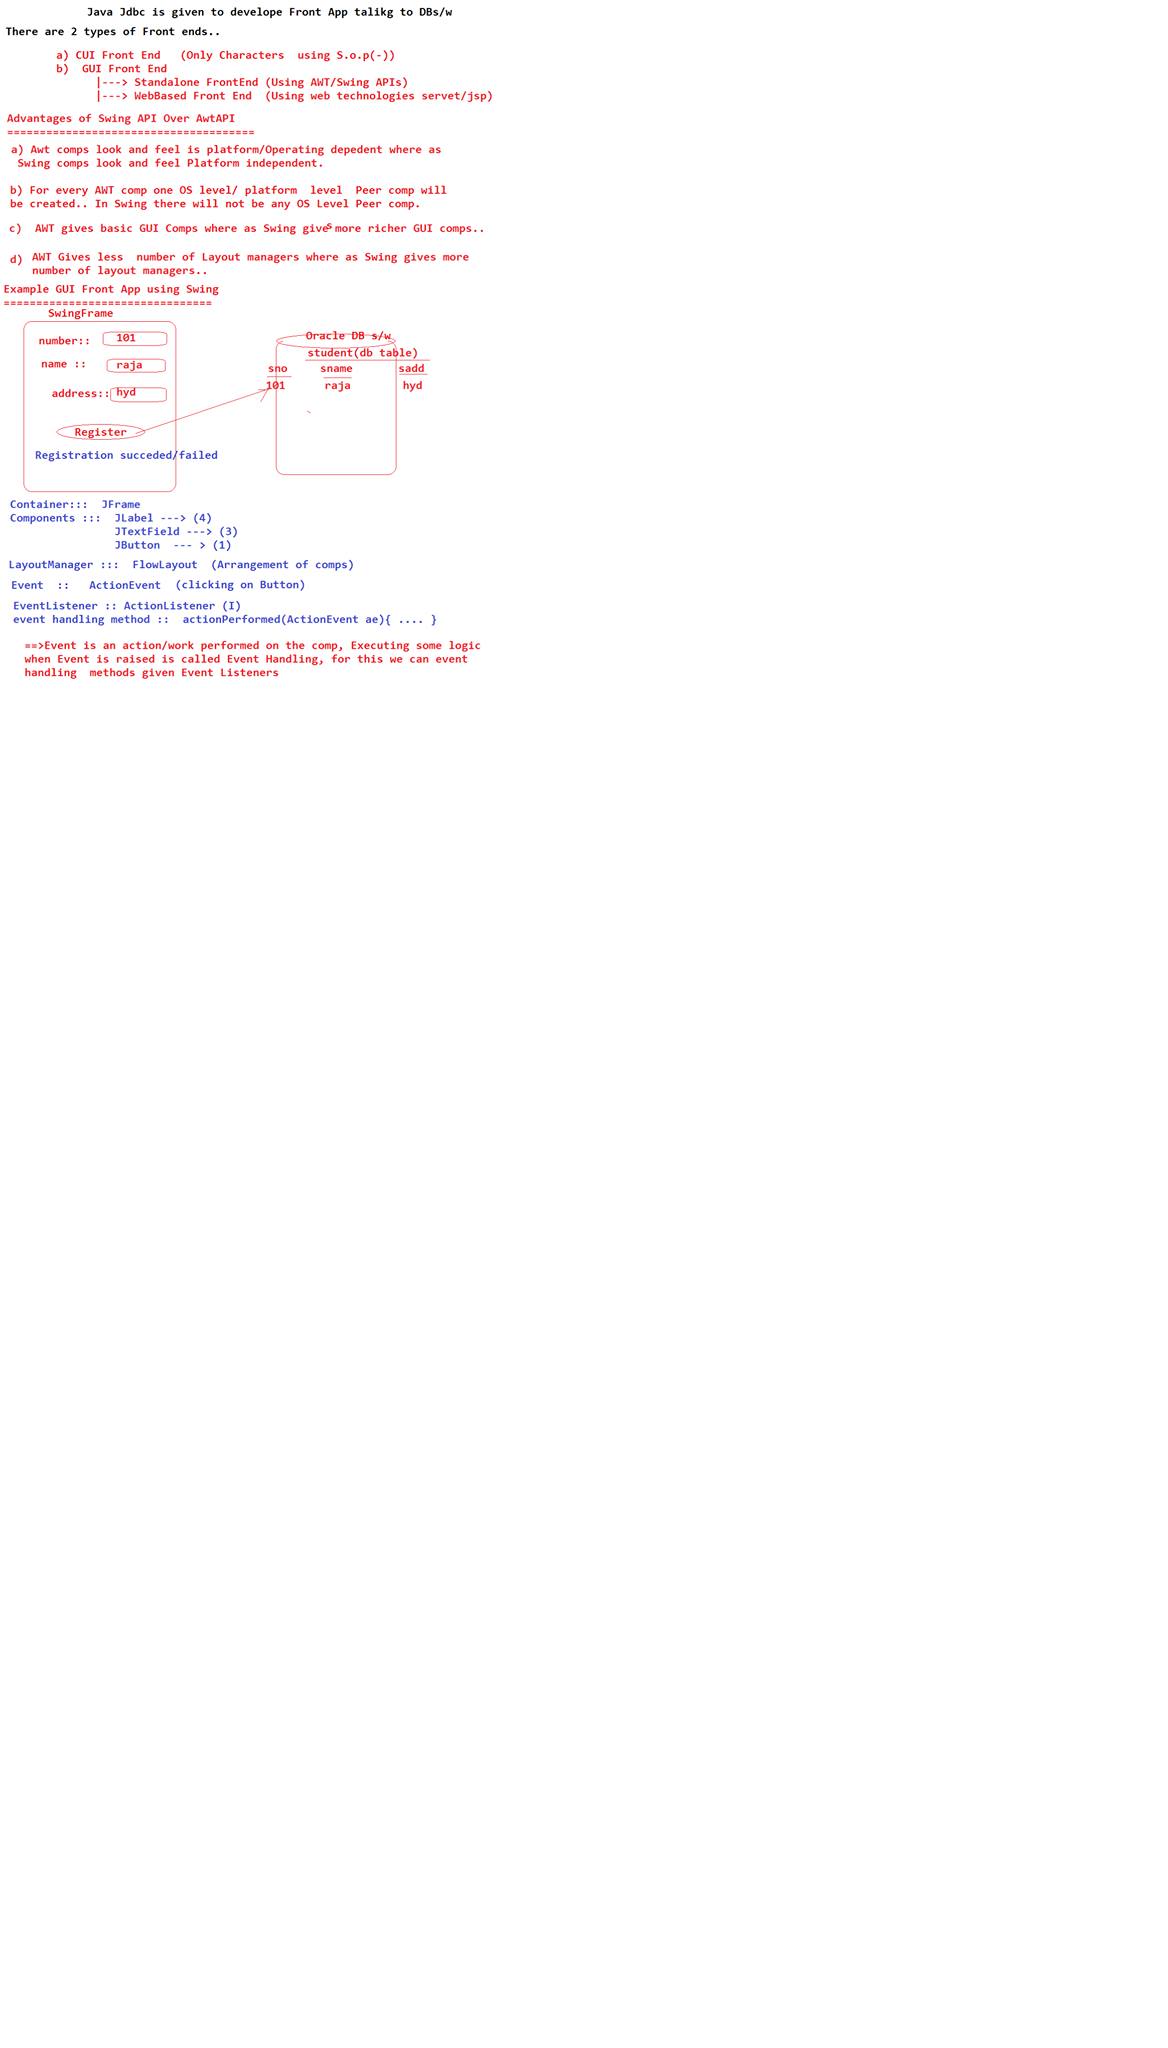 Java Jdbc is given to develope Front App talikg to DBs/w
There are 2 types of Front ends..
a) CUI Front End   (Only Characters  using S.o.p(-))
b)  GUI Front End
|---> Standalone FrontEnd (Using AWT/Swing APIs)
|---> WebBased Front End  (Using web technologies servet/jsp)
Advantages of Swing API Over AwtAPI
======================================
a) Awt comps look and feel is platform/Operating depedent where as
Swing comps look and feel Platform independent.
b) For every AWT comp one OS level/ platform  level  Peer comp will
be created.. In Swing there will not be any OS Level Peer comp.
c)  AWT gives basic GUI Comps where as Swing gives more richer GUI comps..
d) AWT Gives less  number of Layout managers where as Swing gives more
number of layout managers..
Example GUI Front App using Swing
================================
SwingFrame
number:: 101
name :: raja
address:: hyd
Register
Registration succeded/failed
Oracle DB s/w
student(db table)
sno sname sadd
101 raja hyd
Container:::  JFrame
Components :::  JLabel ---> (4)
JTextField ---> (3)
JButton  --- > (1)
LayoutManager :::  FlowLayout  (Arrangement of comps)
Event  ::   ActionEvent  (clicking on Button)
EventListener :: ActionListener (I)
event handling method ::  actionPerformed(ActionEvent ae){ .... }
==>Event is an action/work performed on the comp, Executing some logic
when Event is raised is called Event Handling, for this we can event
handling  methods given Event Listeners